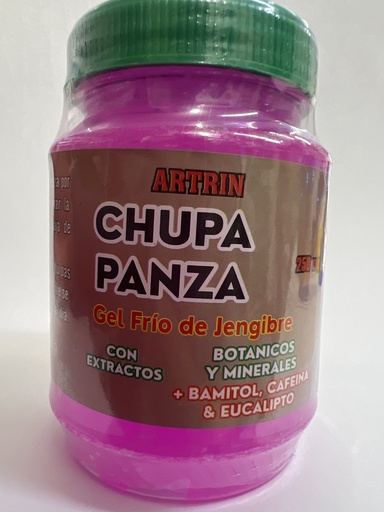 ARTRIN
CHUPA
PANZA
Gel Frío de Jengibre
CON
EXTRACTOS
BOTANICOS
Y MINERALES
+ BAMITOL, CAFEINA
& EUCALIPTO